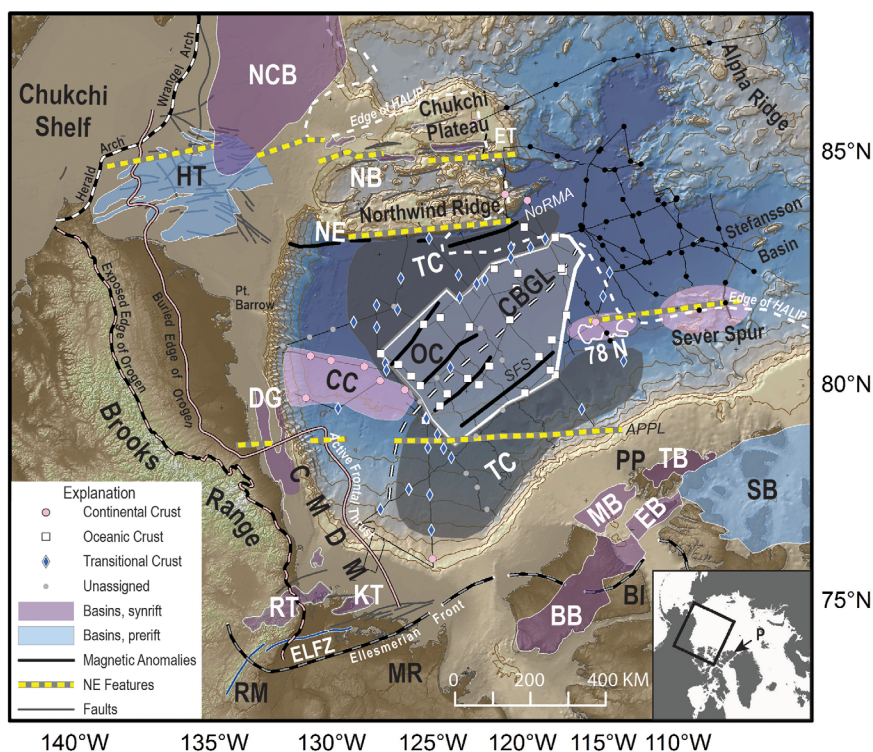 Chukchi
Shelf
Wrangel Arch
Herald Arch
NCB
Edge of HALIP
Chukchi
Plateau
ET
Alpha Ridge
85°N
HT
NB
Northwind Ridge
NoRMA
NE
TC
Stefansson
Basin
Pt.
Barrow
Exposed Edge of Orogen
Buried Edge of Orogen
CBGL
OC
SFS
Edge of HALIP
78 N
Sever Spur
80°N
CC
DG
Brooks
Range
Active Frontal Thrust
CMDM
APPL
TC
PP
TB
SB
MB
EB
BB
BI
RT
KT
ELFZ
Ellesmerian Front
RM
MR
75°N
Explanation
Continental Crust
Oceanic Crust
Transitional Crust
Unassigned
Basins, synrift
Basins, prerift
Magnetic Anomalies
NE Features
Faults
0 200 400 KM
P
140°W 135°W 130°W 125°W 120°W 115°W 110°W